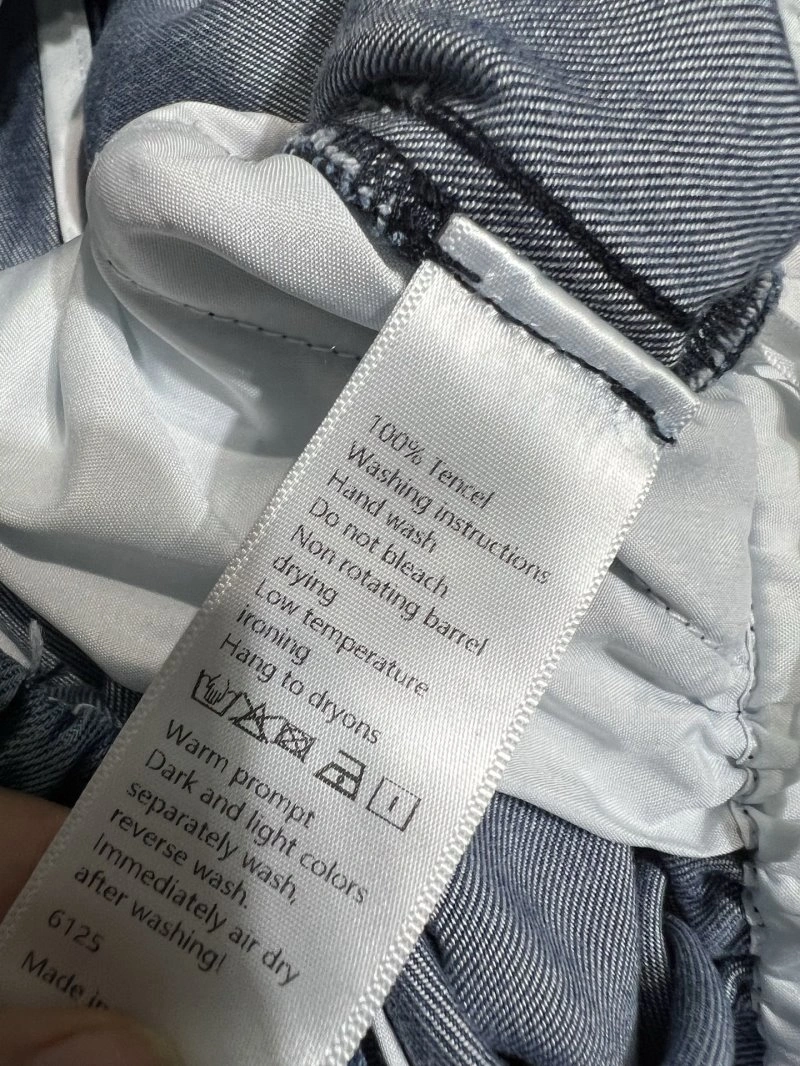 100% Tencel
Washing instructions
Hand wash
Do not bleach
Non rotating barrel
drying
Low temperature
ironing
Hang to dryons
Warm prompt
Dark and light colors
separately wash,
reverse wash.
Immediately air dry
after washing!
6125
Made in